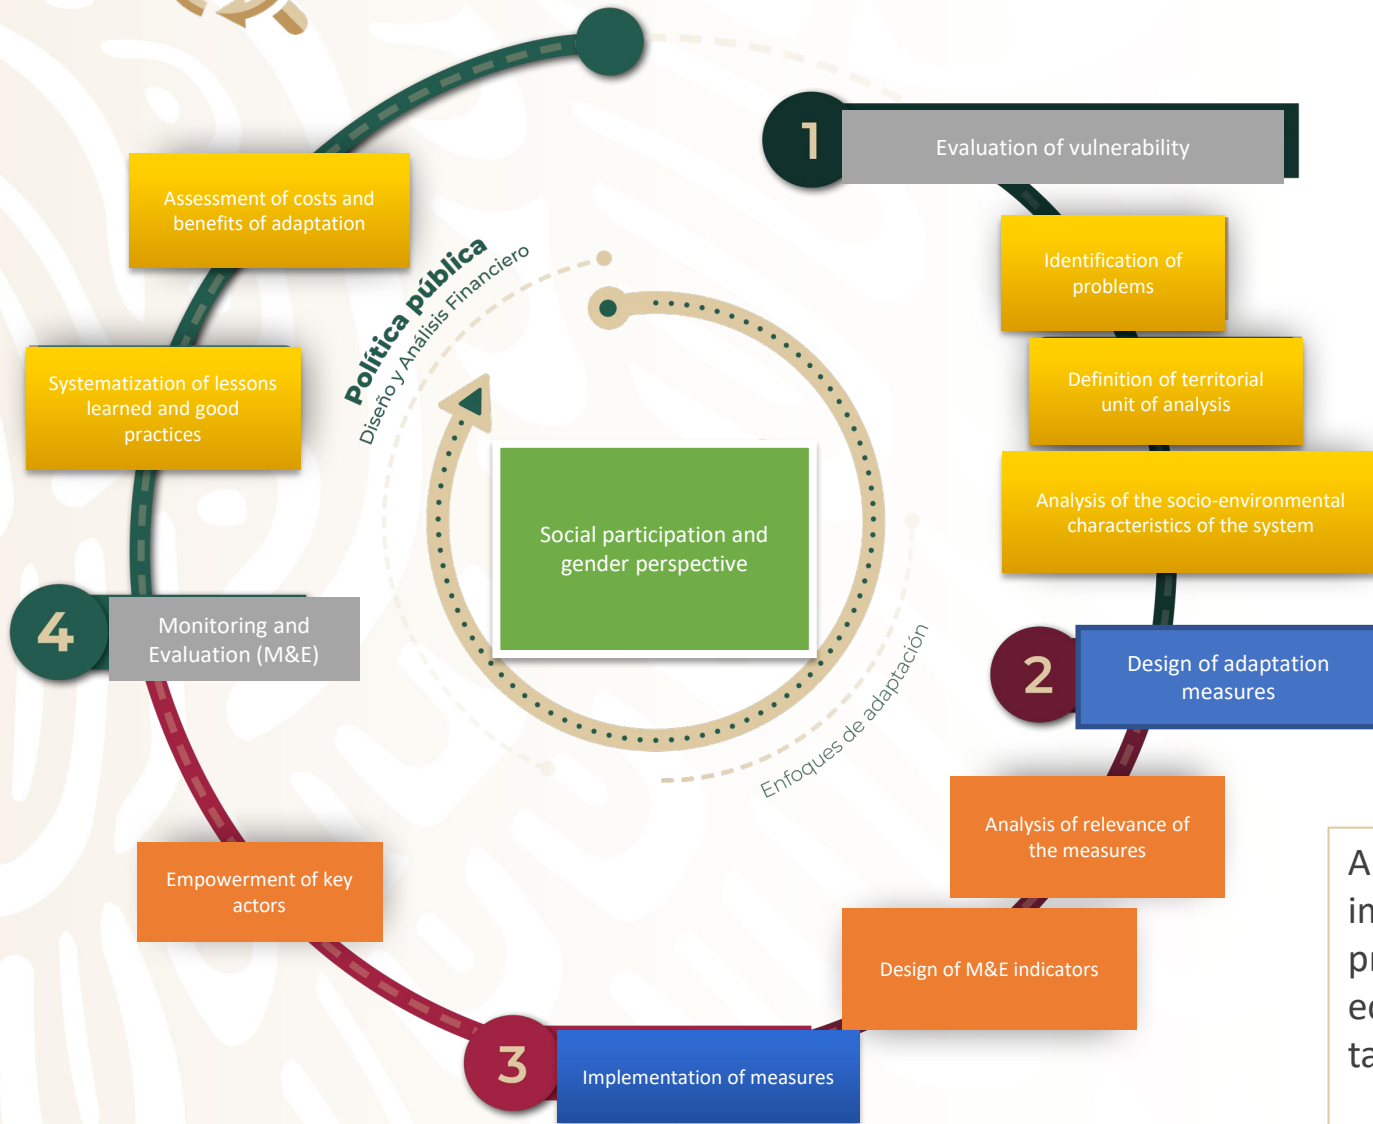 1
Evaluation of vulnerability
Identification of
problems
Definition of territorial
unit of analysis
Analysis of the socio-environmental
characteristics of the system
2
Design of adaptation
measures
Analysis of relevance of
the measures
Design of M&E indicators
3
Implementation of measures
Empowerment of key
actors
4
Monitoring and
Evaluation (M&E)
Systematization of lessons
learned and good
practices
Assessment of costs and
benefits of adaptation
Política pública
Diseño y Análisis Financiero
Social participation and
gender perspective
Enfoques de adaptación